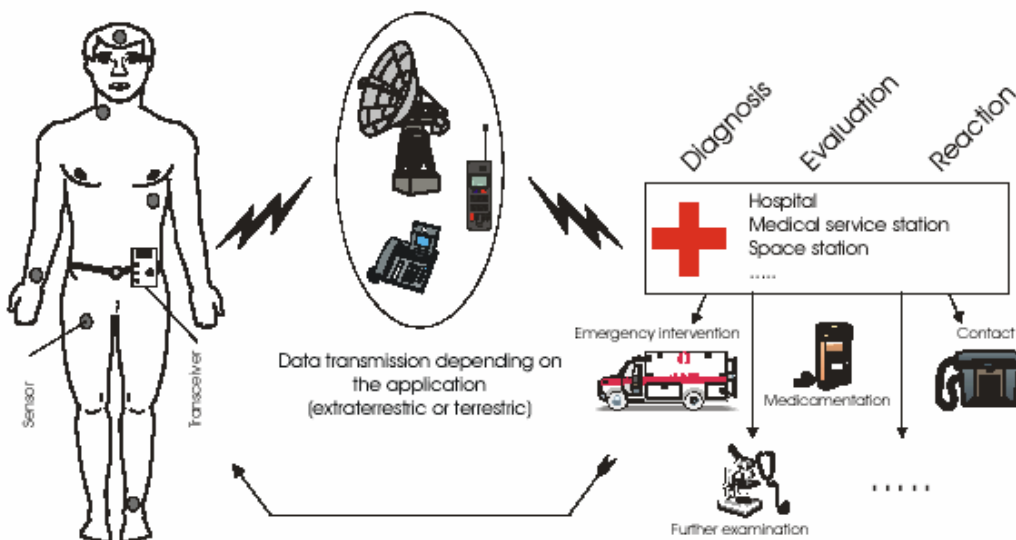 Diagnosis
Evaluation
Reaction
Hospital
Medical service station
Space station
.....
Emergency intervention
Contact
Medicamentation
Further examination
.....
Data transmission depending on
the application
(extraterrestric or terrestric)
Sensor
Transceiver